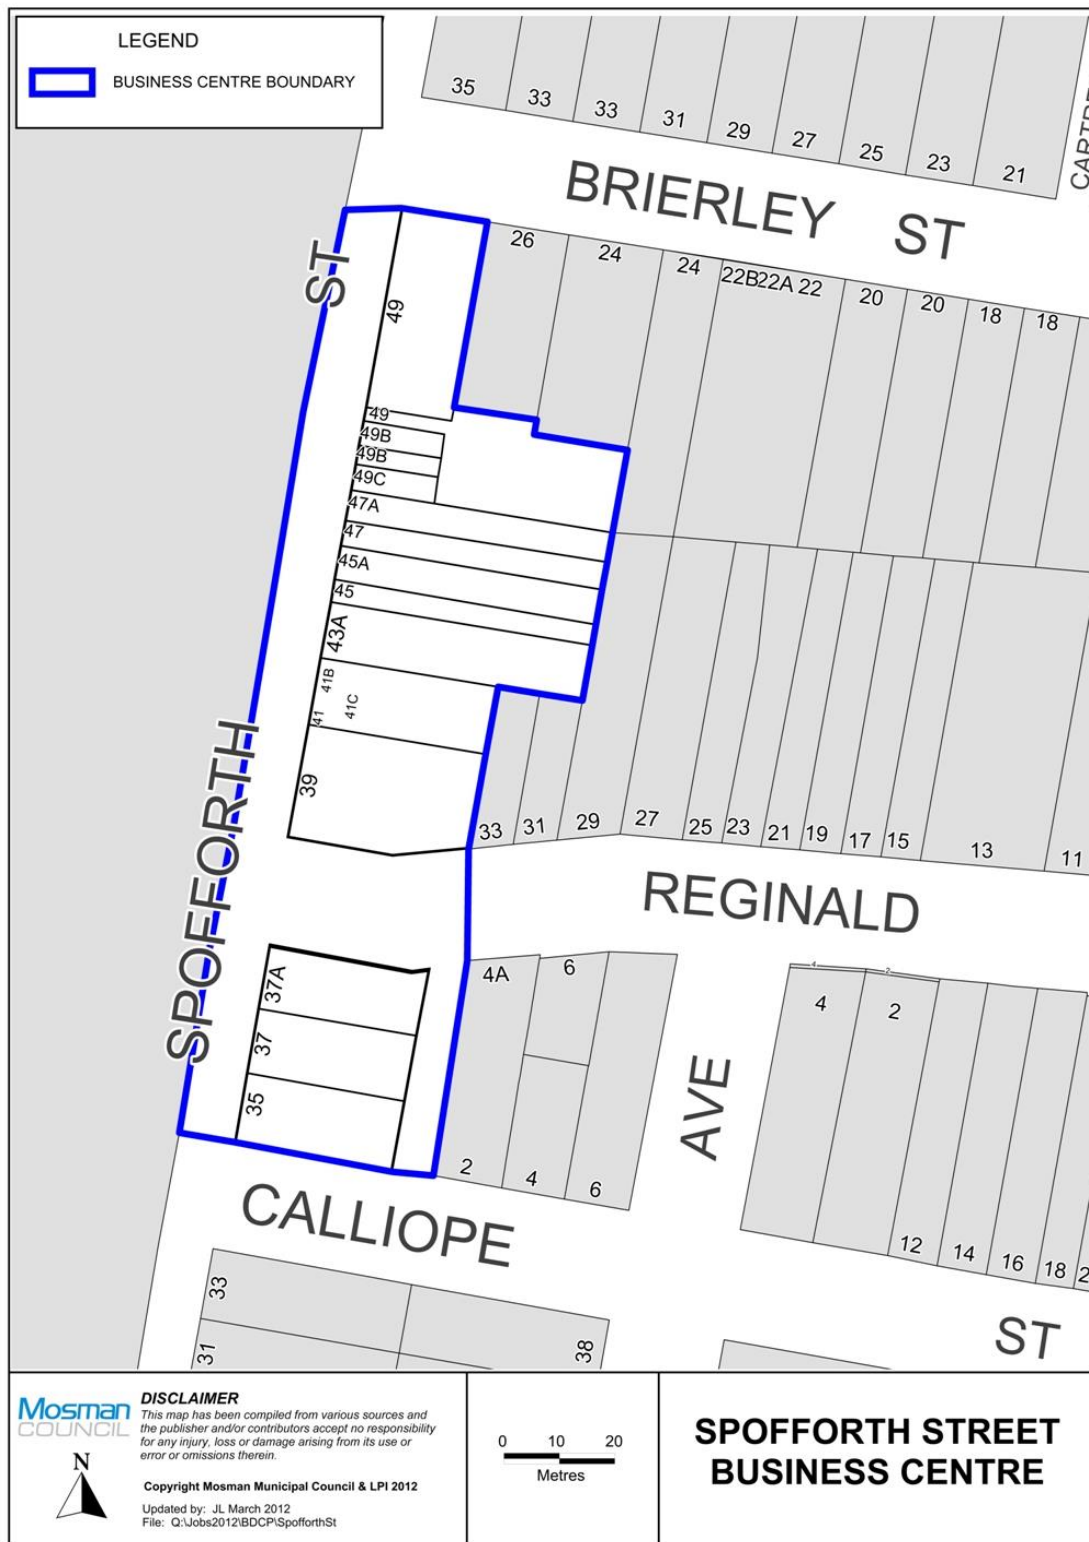 LEGEND
BUSINESS CENTRE BOUNDARY
35
33
33
31
29
27
25
23
21
BRIERLEY ST
26
24
24
22B
22A
22
20
20
18
18
ST
49
49
49B
49B
49C
47A
47
45A
45
43A
41B
41C
41
39
SPOFFORTH
33
31
29
27
25
23
21
19
17
15
13
11
REGINALD
37A
37
35
4A
6
4
2
4
2
AVE
2
4
6
12
14
16
18
CALLIOPE
ST
33
31
38
Mosman
COUNCIL
N
DISCLAIMER
This map has been compiled from various sources and
the publisher and/or contributors accept no responsibility
for any injury, loss or damage arising from its use or
error or omissions therein.
Copyright Mosman Municipal Council & LPI 2012
Updated by: JL March 2012
File: Q:\Jobs2012\BDCP\SpofforthSt
0 10 20
Metres
SPOFFORTH STREET
BUSINESS CENTRE